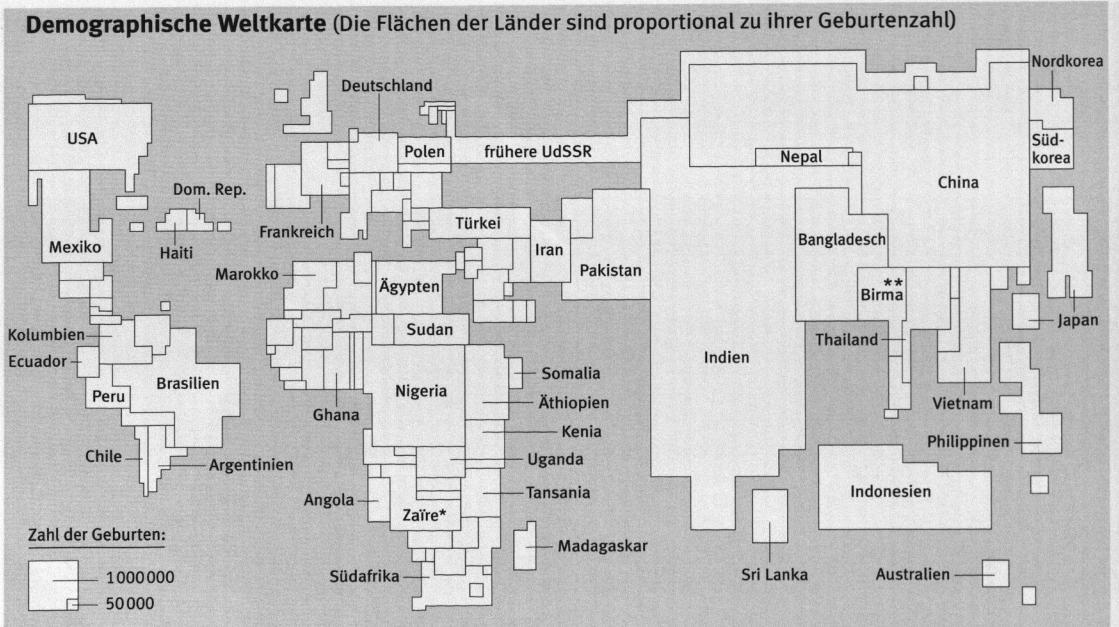 Demographische Weltkarte (Die Flächen der Länder sind proportional zu ihrer Geburtenzahl)
USA
Mexiko
Dom. Rep.
Haiti
Kolumbien
Ecuador
Peru
Brasilien
Chile
Argentinien
Deutschland
Polen
frühere UdSSR
Frankreich
Türkei
Iran
Pakistan
Marokko
Ägypten
Sudan
Nigeria
Ghana
Somalia
Äthiopien
Kenia
Uganda
Tansania
Angola
Zaïre*
Madagaskar
Südafrika
Nordkorea
Süd-
korea
Nepal
China
Bangladesch
**
Birma
Japan
Thailand
Indien
Vietnam
Philippinen
Indonesien
Sri Lanka
Australien
Zahl der Geburten:
1000000
50000